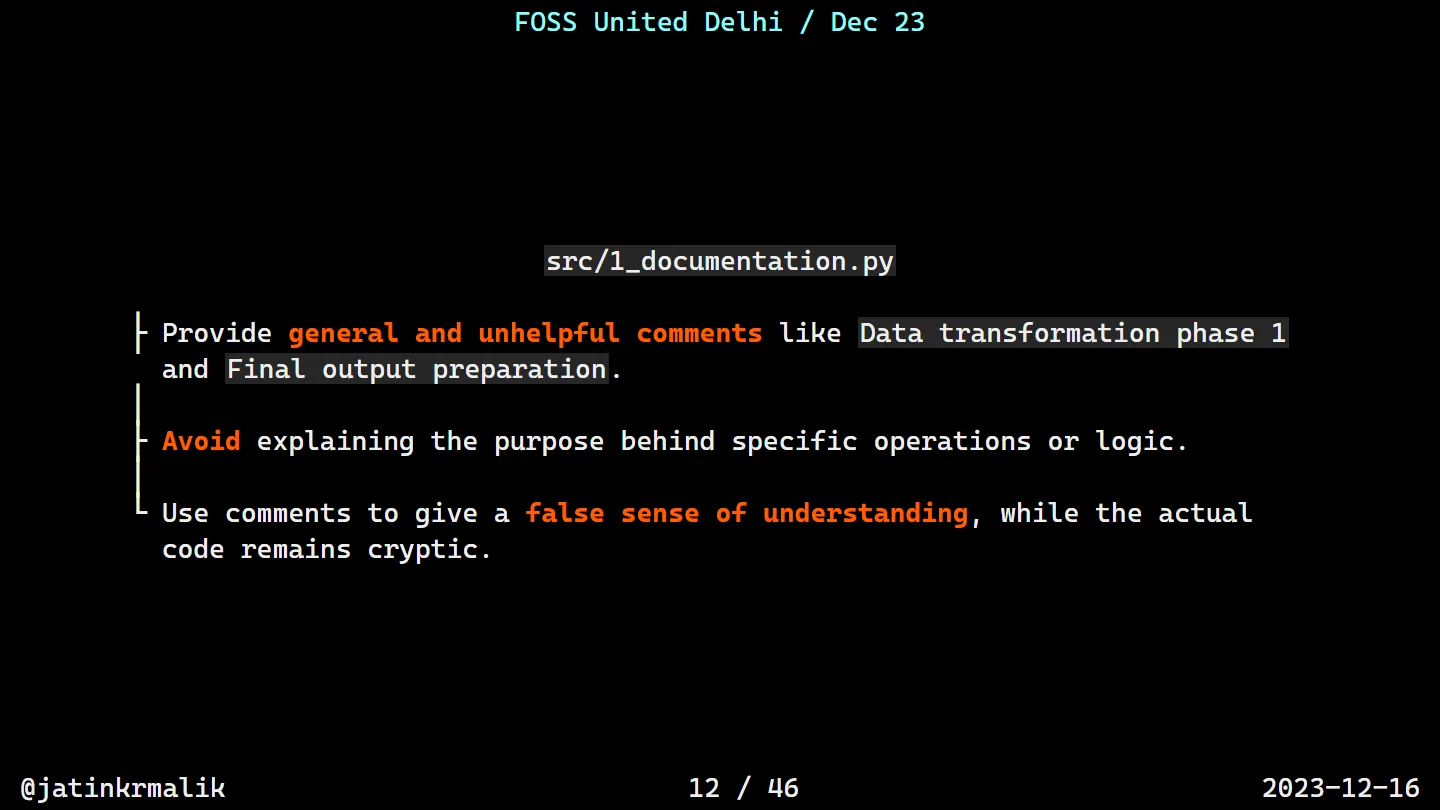 FOSS United Delhi / Dec 23
src/1_documentation.py
├ Provide general and unhelpful comments like Data transformation phase 1
and Final output preparation.
├ Avoid explaining the purpose behind specific operations or logic.
└ Use comments to give a false sense of understanding, while the actual
code remains cryptic.
@jatinkrmalik
12 / 46
2023-12-16